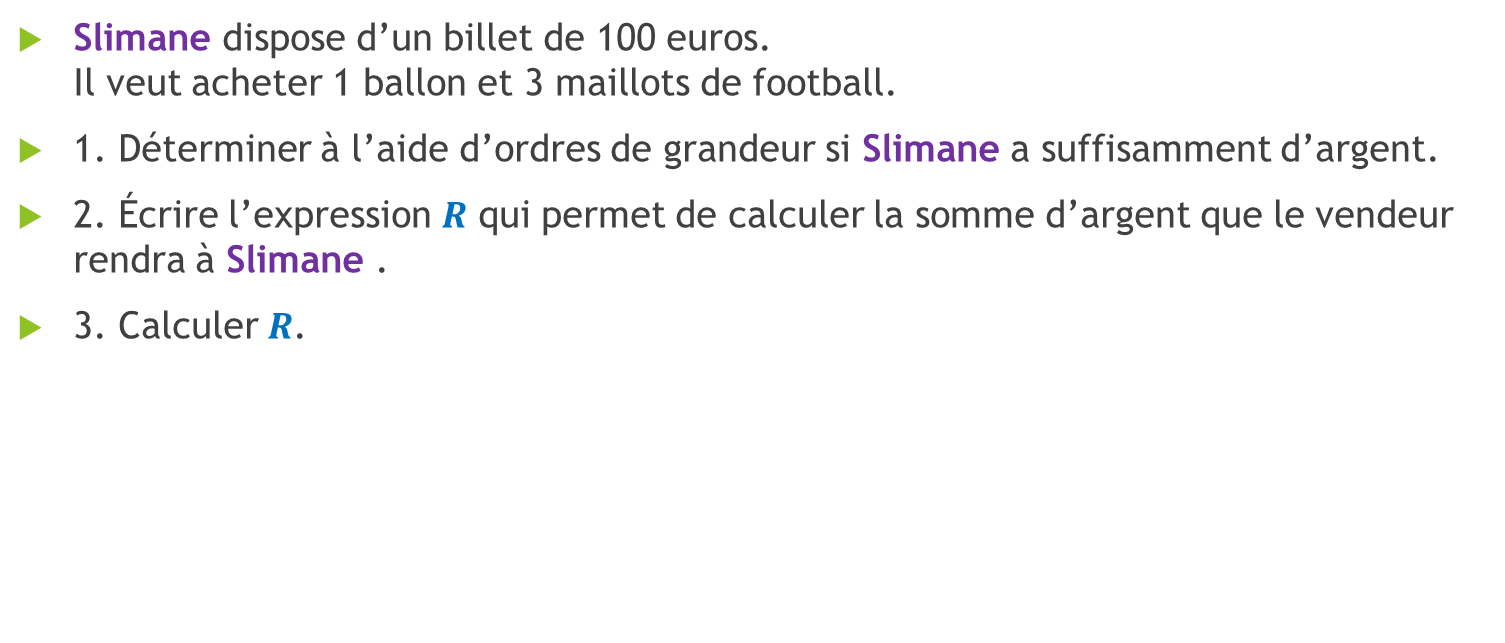 Slimane dispose d’un billet de 100 euros.
Il veut acheter 1 ballon et 3 maillots de football.
1. Déterminer à l’aide d’ordres de grandeur si Slimane a suffisamment d’argent.
2. Écrire l’expression R qui permet de calculer la somme d’argent que le vendeur
rendra à Slimane .
3. Calculer R.